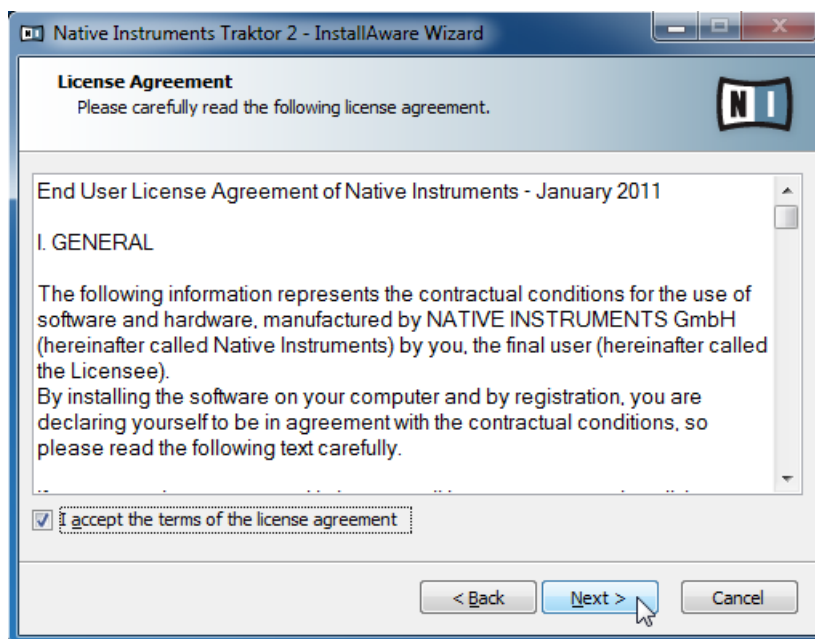 Native Instruments Traktor 2 - InstallAware Wizard
License Agreement
Please carefully read the following license agreement.
N I
End User License Agreement of Native Instruments - January 2011
I. GENERAL
The following information represents the contractual conditions for the use of
software and hardware, manufactured by NATIVE INSTRUMENTS GmbH
(hereinafter called Native Instruments) by you, the final user (hereinafter called
the Licensee).
By installing the software on your computer and by registration, you are
declaring yourself to be in agreement with the contractual conditions, so
please read the following text carefully.
I accept the terms of the license agreement
< Back
Next >
Cancel